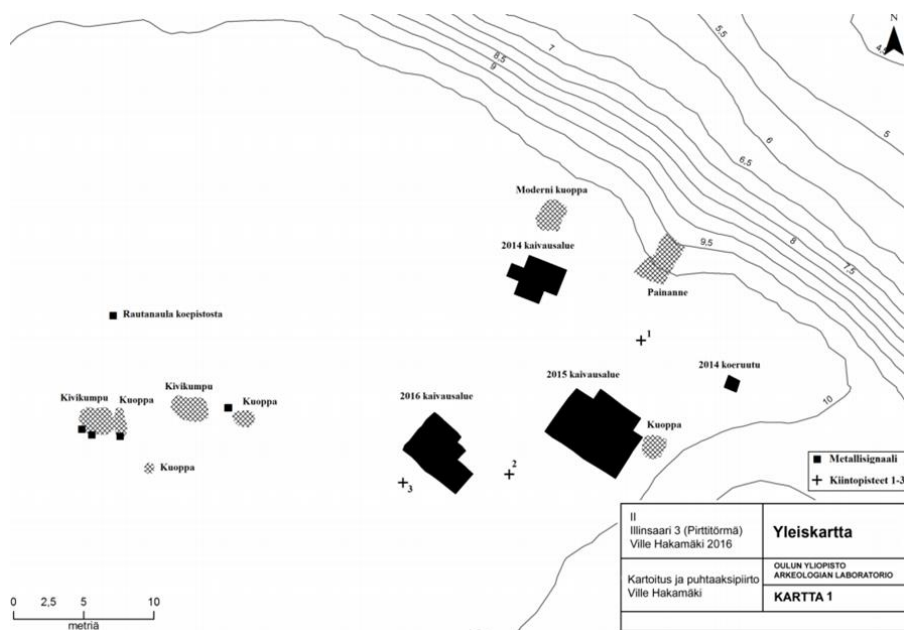 N
4,5
5,5
7
8,5
9
5
6
6,5
8
7,5
9,5
10
Moderni kuoppa
2014 kaivausalue
Painanne
1
Rautanaula koepistosta
2014 koeruutu
2015 kaivausalue
Kivikumpu
Kivikumpu
Kuoppa
Kuoppa
2016 kaivausalue
Kuoppa
Kuoppa
2
3
Metallisignaali
Kiintopisteet 1-3
II
Illinsaari 3 (Pirttitörmä)
Ville Hakamäki 2016
Yleiskartta
Kartoitus ja puhtaaksipiirto
Ville Hakamäki
OULUN YLIOPISTO
ARKEOLOGIAN LABORATORIO
KARTTA 1
0 2,5 5 10
metriä